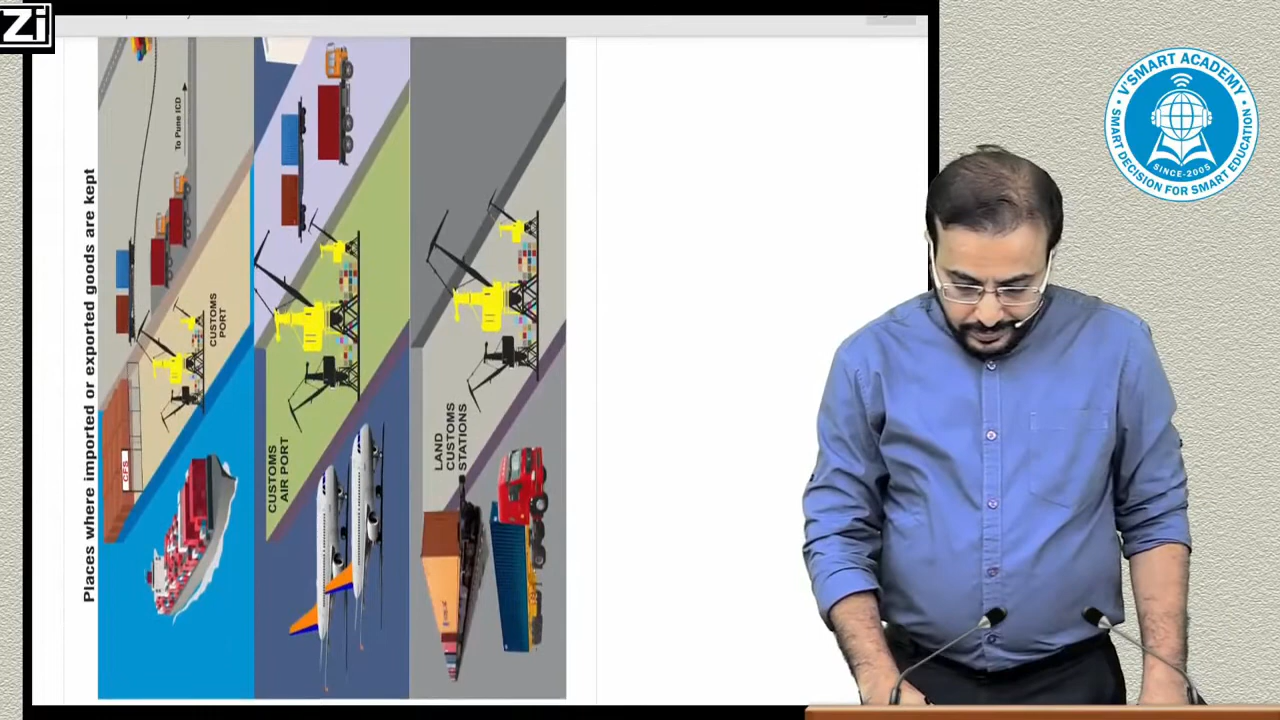 Zi
Places where imported or exported goods are kept
To Pune ICD
CUSTOMS
PORT
CFS
CUSTOMS
AIR PORT
LAND
CUSTOMS
STATIONS
V'SMART ACADEMY
SINCE-2005
SMART DECISION FOR SMART EDUCATION